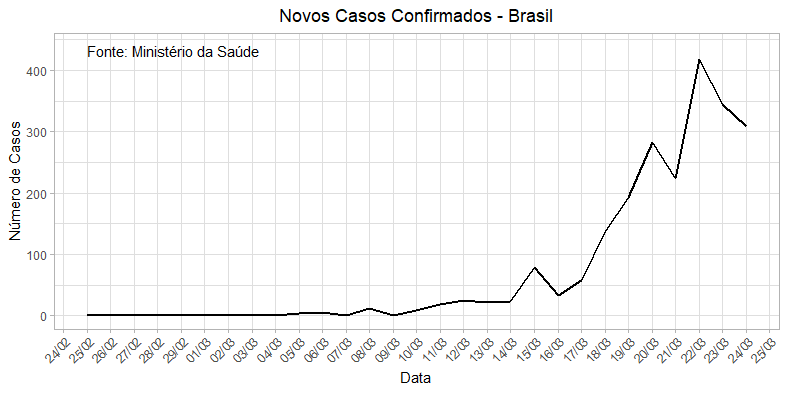 Novos Casos Confirmados - Brasil
Fonte: Ministério da Saúde
400
300
200
100
0
Número de Casos
24/02 25/02 26/02 27/02 28/02 29/02 01/03 02/03 03/03 04/03 05/03 06/03 07/03 08/03 09/03 10/03 11/03 12/03 13/03 14/03 15/03 16/03 17/03 18/03 19/03 20/03 21/03 22/03 23/03 24/03 25/03
Data